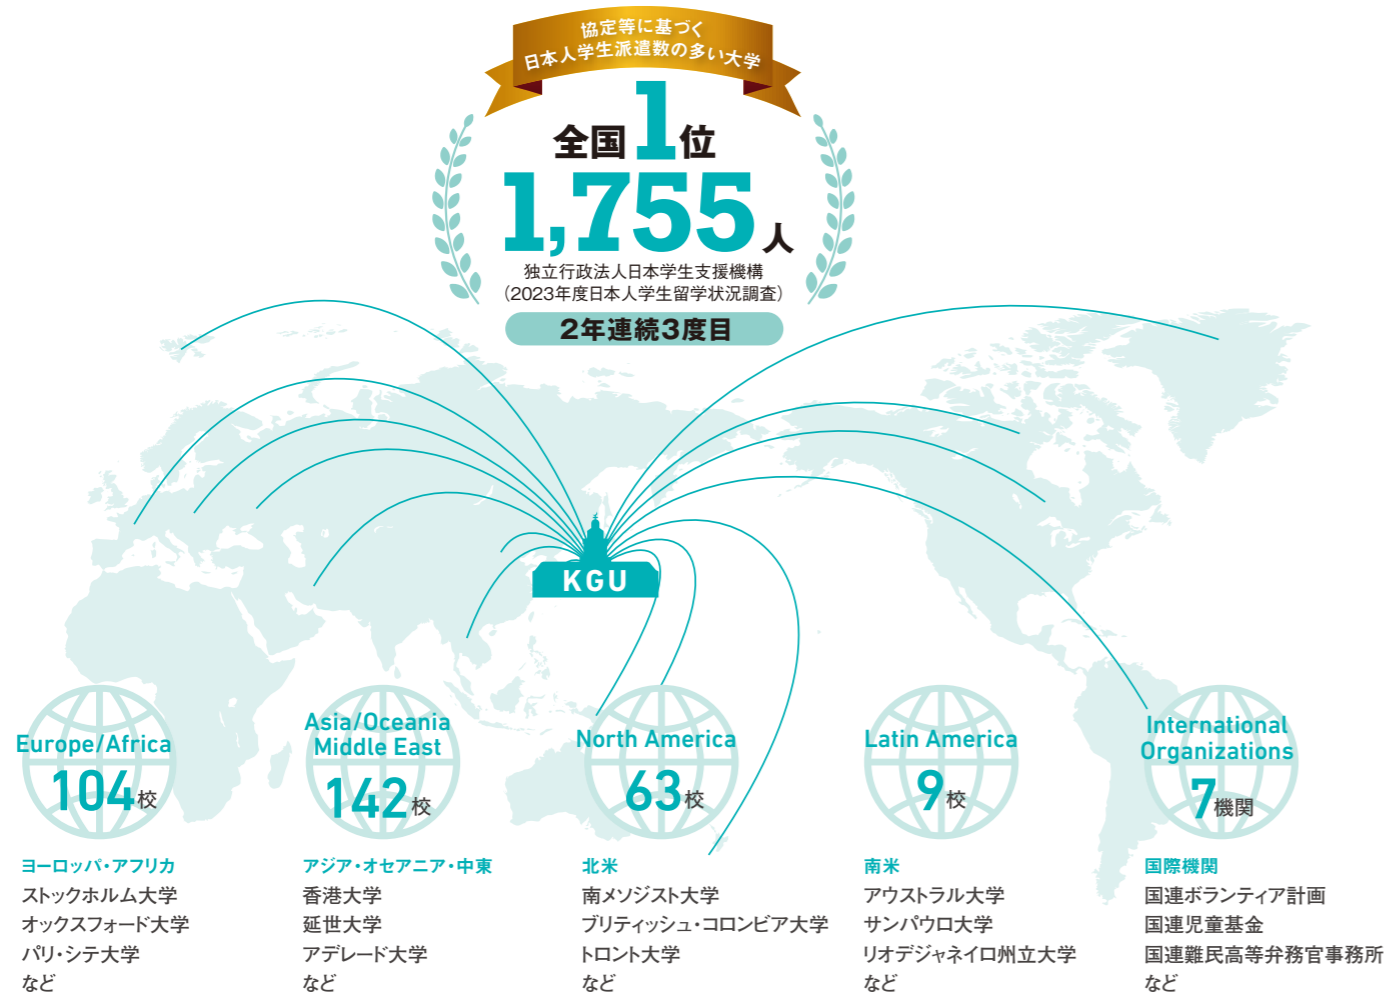 協定等に基づく
日本人学生派遣数の多い大学
全国1位
1,755人
独立行政法人日本学生支援機構
(2023年度日本人学生留学状況調査)
2年連続3度目
KGU
Europe/Africa
104校
ヨーロッパ・アフリカ
ストックホルム大学
オックスフォード大学
パリ・シテ大学
など
Asia/Oceania
Middle East
142校
アジア・オセアニア・中東
香港大学
延世大学
アデレード大学
など
North America
63校
北米
南メソジスト大学
ブリティッシュ・コロンビア大学
トロント大学
など
Latin America
9校
南米
アウストラル大学
サンパウロ大学
リオデジャネイロ州立大学
など
International
Organizations
7機関
国際機関
国連ボランティア計画
国連児童基金
国連難民高等弁務官事務所
など